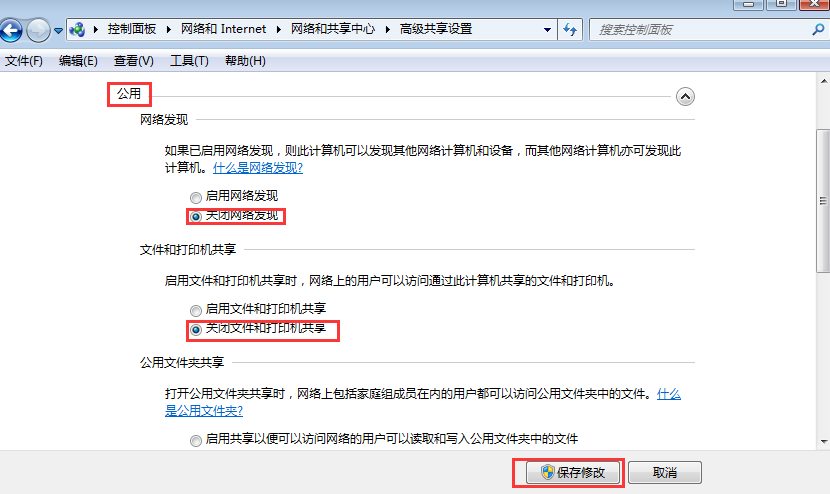 控制面板 网络和 Internet 网络和共享中心 高级共享设置 搜索控制面板
文件(F) 编辑(E) 查看(V) 工具(T) 帮助(H)
公用
网络发现
如果已启用网络发现，则此计算机可以发现其他网络计算机和设备，而其他网络计算机亦可发现此
计算机。什么是网络发现?
启用网络发现
关闭网络发现
文件和打印机共享
启用文件和打印机共享时，网络上的用户可以访问通过此计算机共享的文件和打印机。
启用文件和打印机共享
关闭文件和打印机共享
公用文件夹共享
打开公用文件夹共享时，网络上包括家庭组成员在内的用户都可以访问公用文件夹中的文件。什么
是公用文件夹?
启用共享以便可以访问网络的用户可以读取和写入公用文件夹中的文件
保存修改 取消